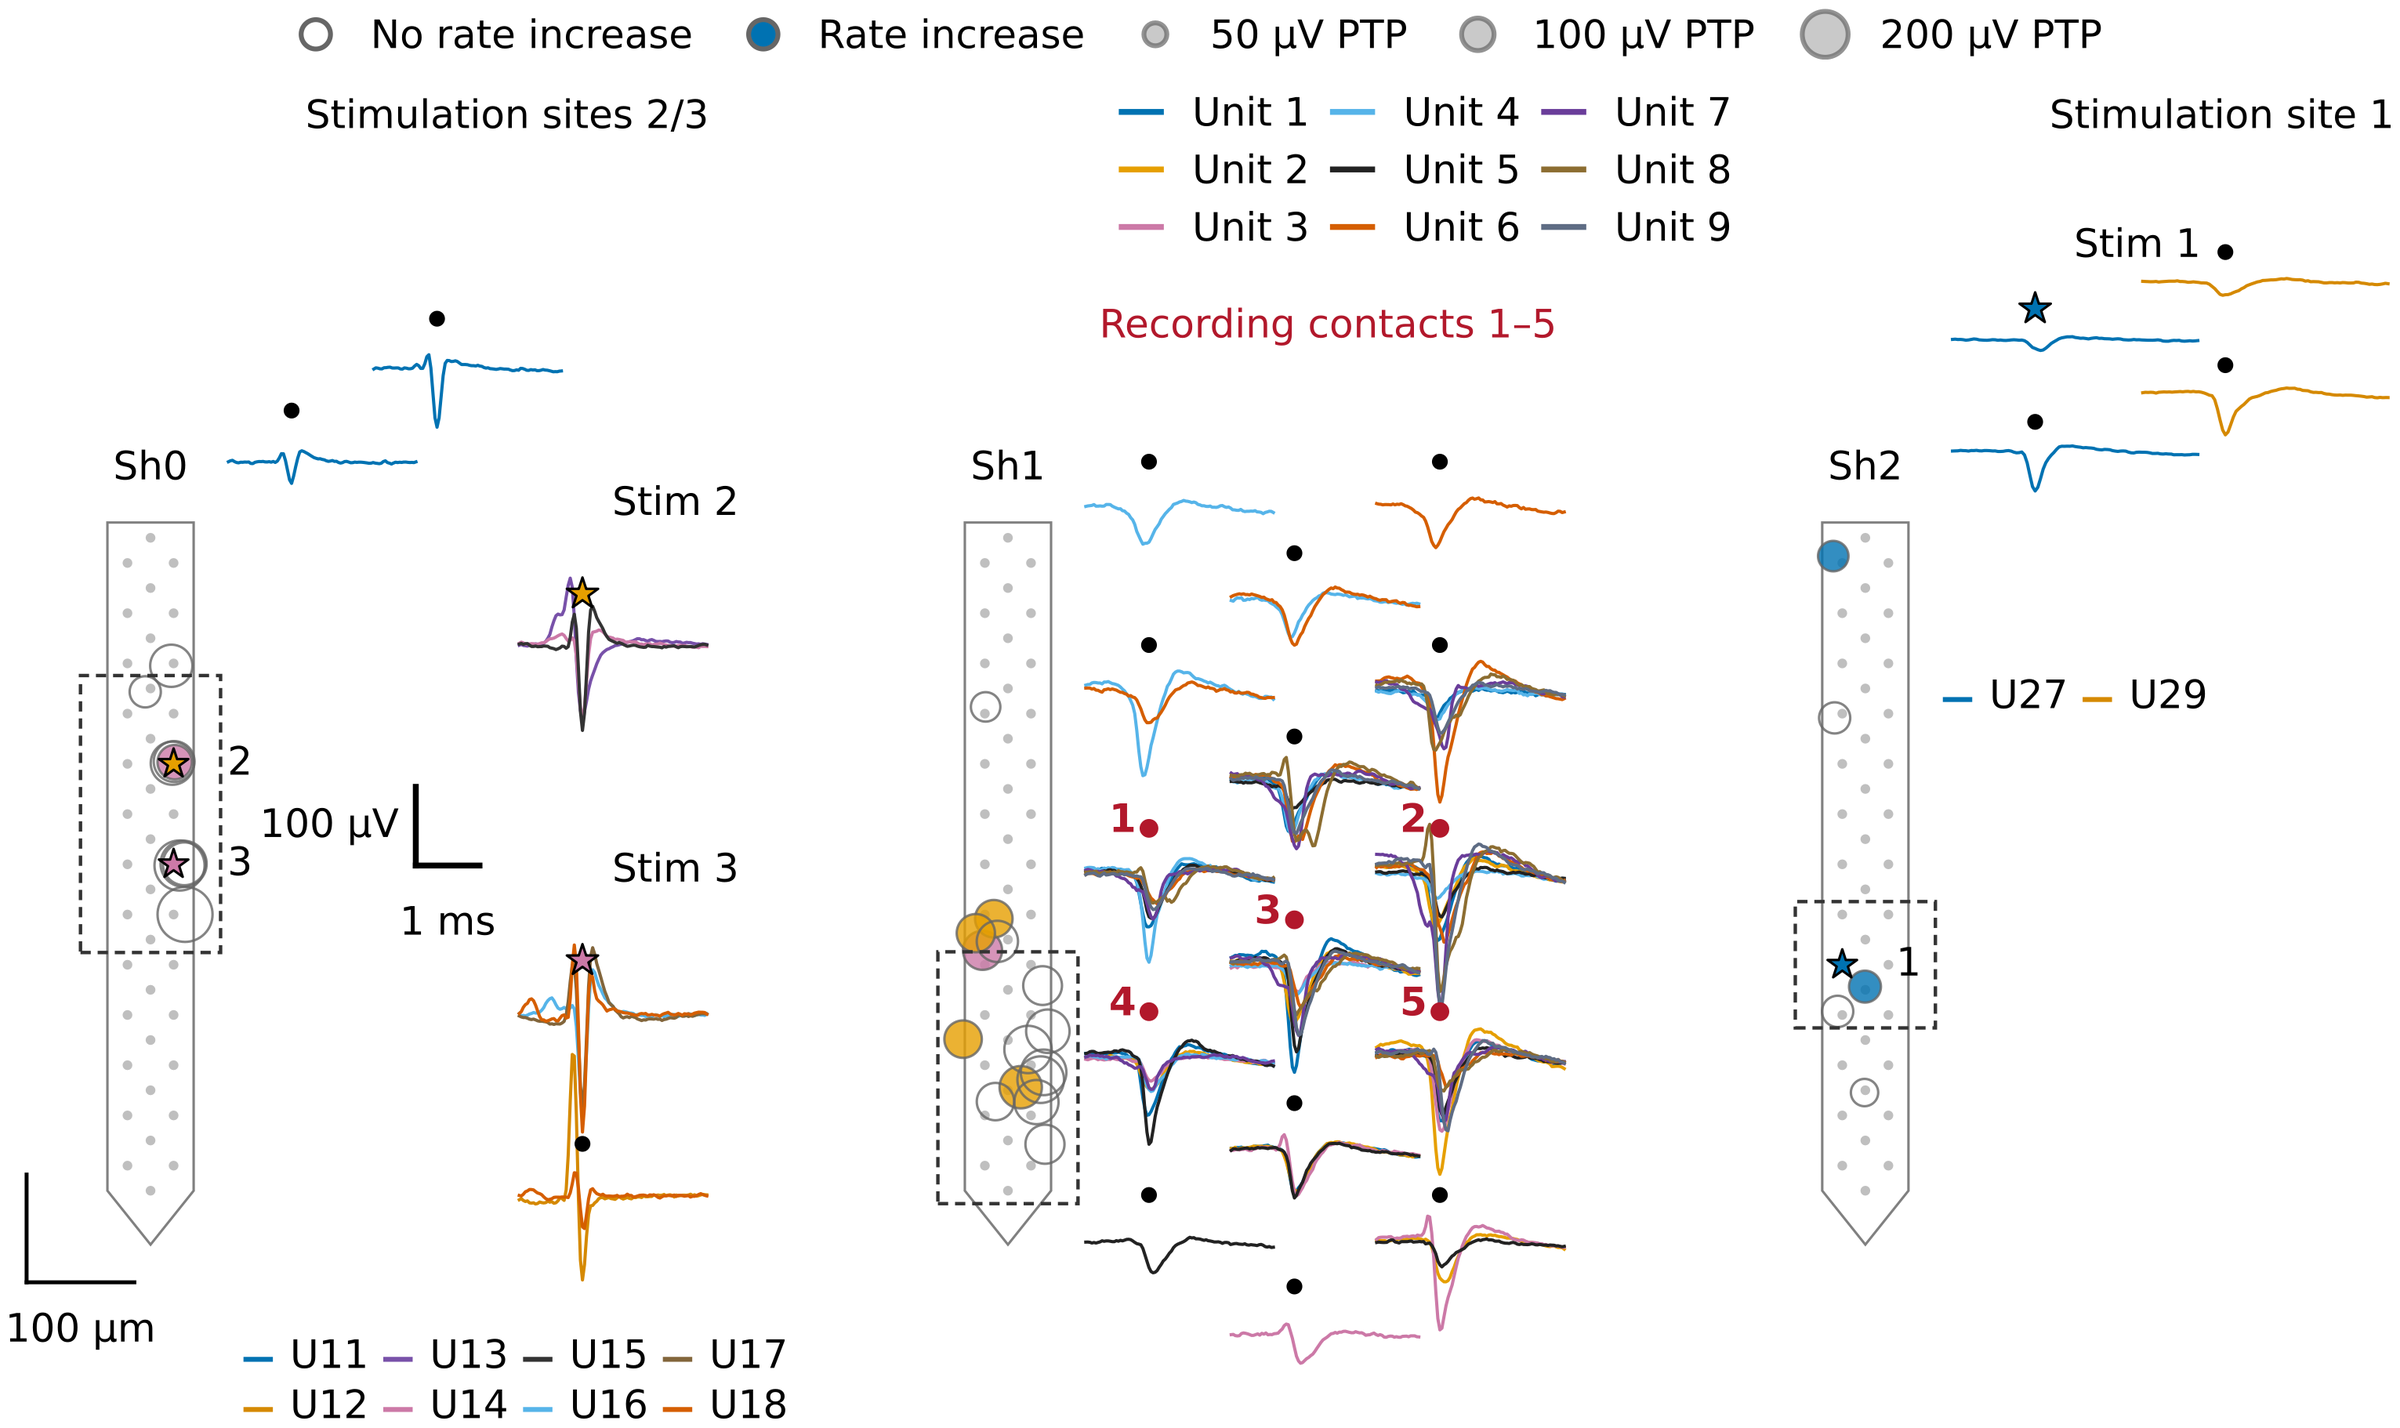 No rate increase Rate increase 50 µV PTP 100 µV PTP 200 µV PTP
Stimulation sites 2/3
Unit 1 Unit 4 Unit 7
Unit 2 Unit 5 Unit 8
Unit 3 Unit 6 Unit 9
Stimulation site 1
Stim 1
Recording contacts 1–5
Sh0
Stim 2
2
3
100 µV
1 ms
Stim 3
100 µm
U11 U13 U15 U17
U12 U14 U16 U18
Sh1
1
2
3
4
5
Sh2
U27 U29
1